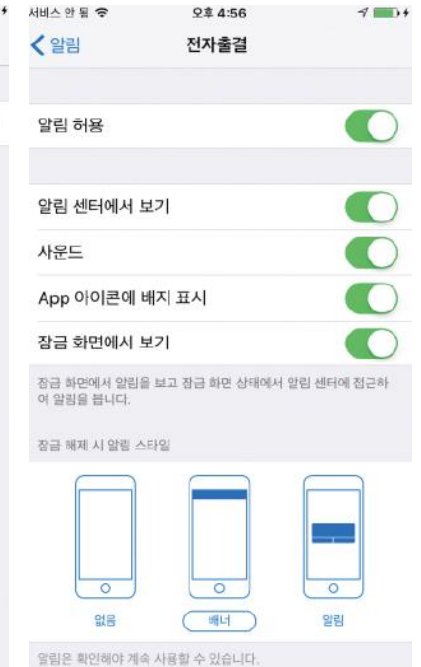 서비스 안 됨 오후 4:56
알림 전자출결
알림 허용
알림 센터에서 보기
사운드
App 아이콘에 배지 표시
잠금 화면에서 보기
잠금 화면에서 알림을 보고 잠금 화면 상태에서 알림 센터에 접근하
여 알림을 봅니다.
잠금 해제 시 알림 스타일
없음 배너 알림
알림은 확인해야 계속 사용할 수 있습니다.